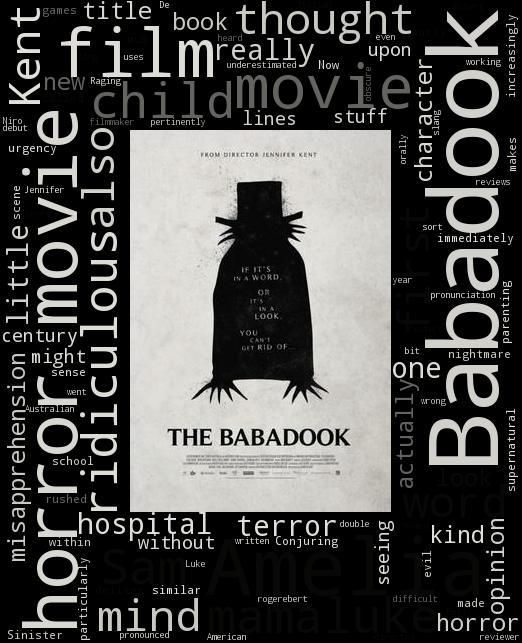 games title De
book thought
film heard really even upon
uses underestimated Now
new Raging child movie obscure
filmmaker pertinently lines stuff
Kent
Niro
debut
urgency
Jennifer
scene
little
horror movie
ridiculous also
century
might
sense
went
Australian
misapprehension
school
rushed
FROM DIRECTOR JENNIFER KENT
IF IT'S
IN A WORD,
OR
IT'S
IN A
LOOK,
YOU
CAN'T
GET RID OF...
THE BABADOOK
Babadook
increasingly
working
character
slang
orally
makes
reviews
sort
immediately
first
year
pronunciation
parenting
bit
nightmare
one
wrong
actually
supernatural
look
word
hospital terror double
within without written Conjuring
seeing
kind
opinion
evil
Sam Amelia
Luke
particularly
similar
rogerebert
difficult
made
mind
mama Luke
horror
Sinister pronounced American reviewer